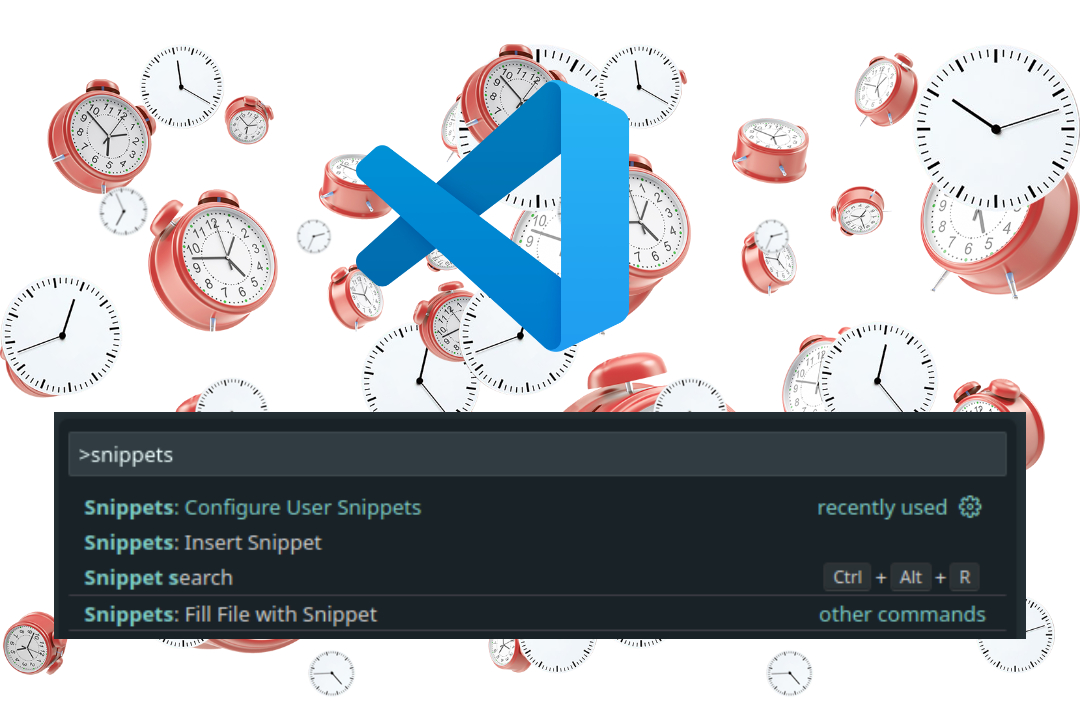 >snippets
Snippets: Configure User Snippets recently used
Snippets: Insert Snippet
Snippet search Ctrl + Alt + R
Snippets: Fill File with Snippet other commands